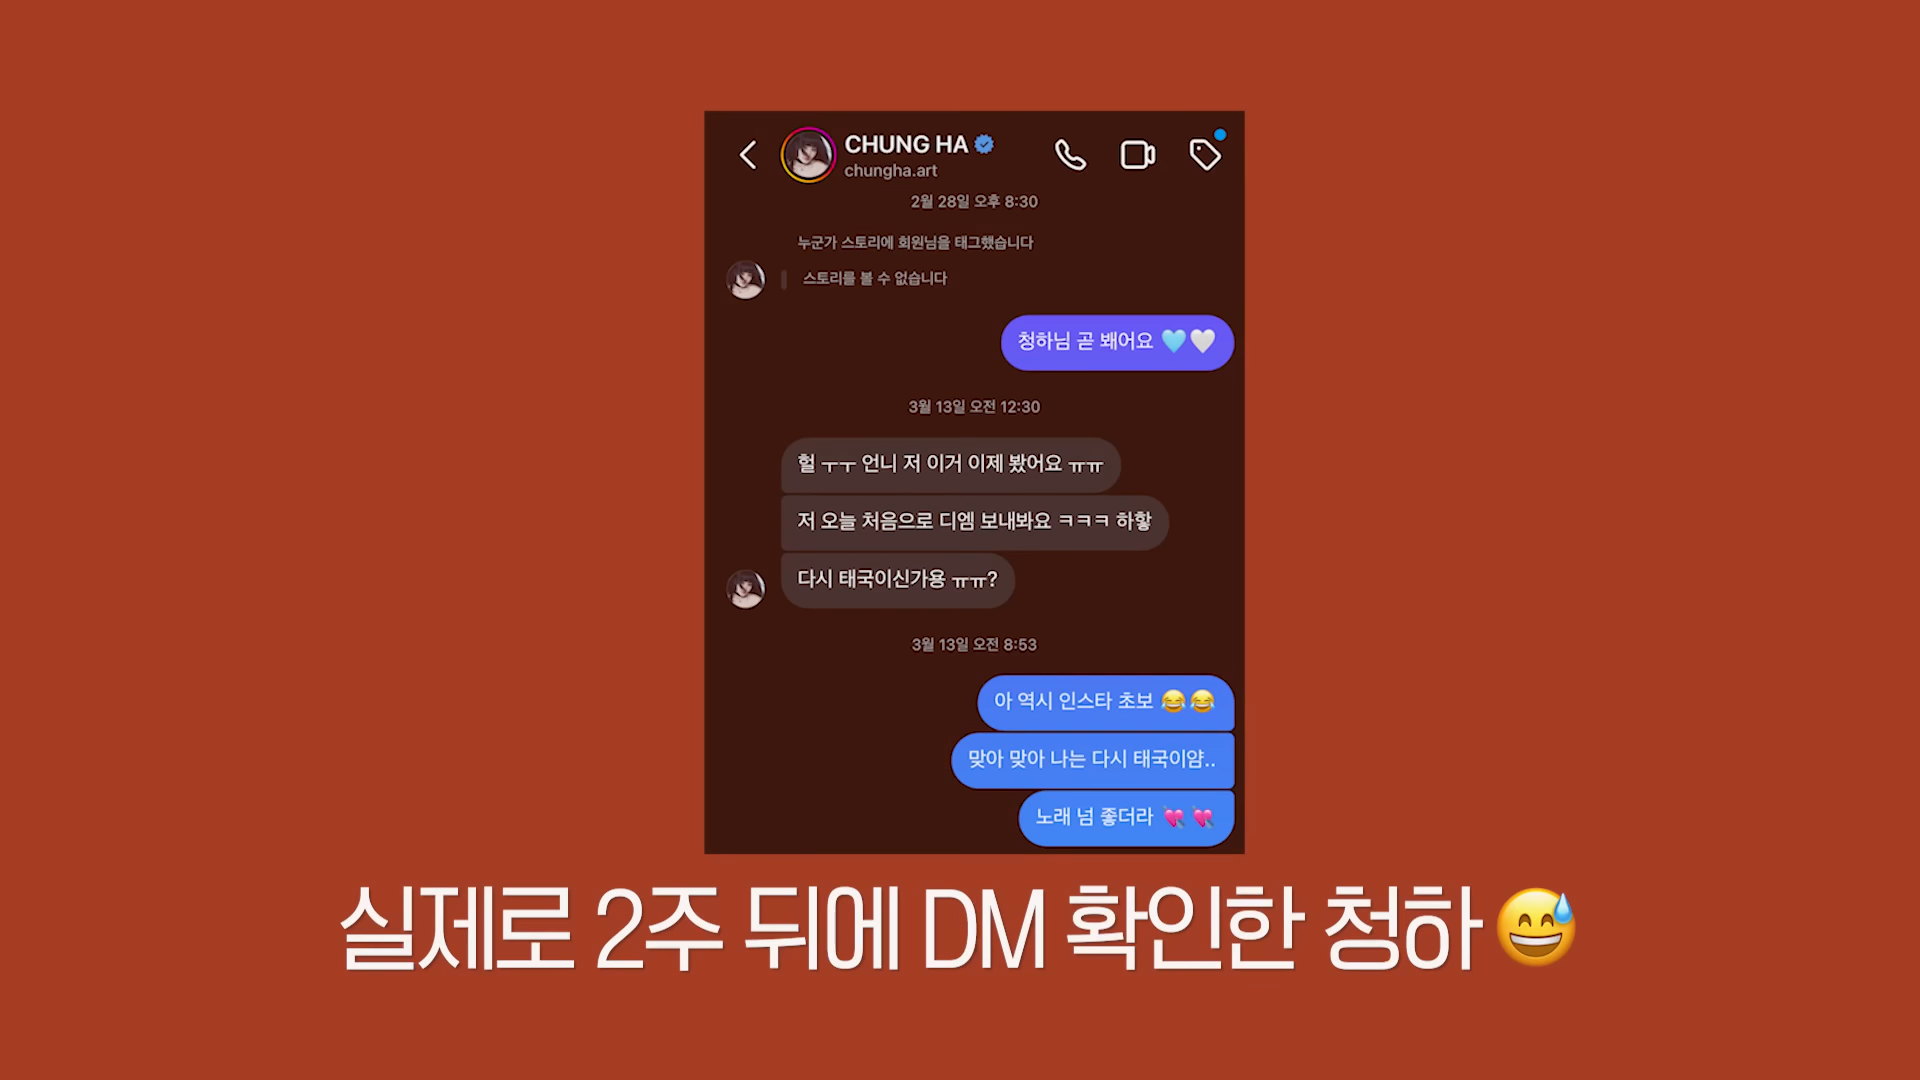 CHUNG HA
chungha.art
2월 28일 오후 8:30
누군가 스토리에 회원님을 태그했습니다
스토리를 볼 수 없습니다
청하님 곧 봬어요 🩵🤍
3월 13일 오전 12:30
헐 ㅜㅜ 언니 저 이거 이제 봤어요 ㅠㅠ
저 오늘 처음으로 디엠 보내봐요 ㅋㅋㅋ 하핳
다시 태국이신가용 ㅠㅠ?
3월 13일 오전 8:53
아 역시 인스타 초보 😂😂
맞아 맞아 나는 다시 태국이얌..
노래 넘 좋더라 💘💘
실제로 2주 뒤에 DM 확인한 청하😅